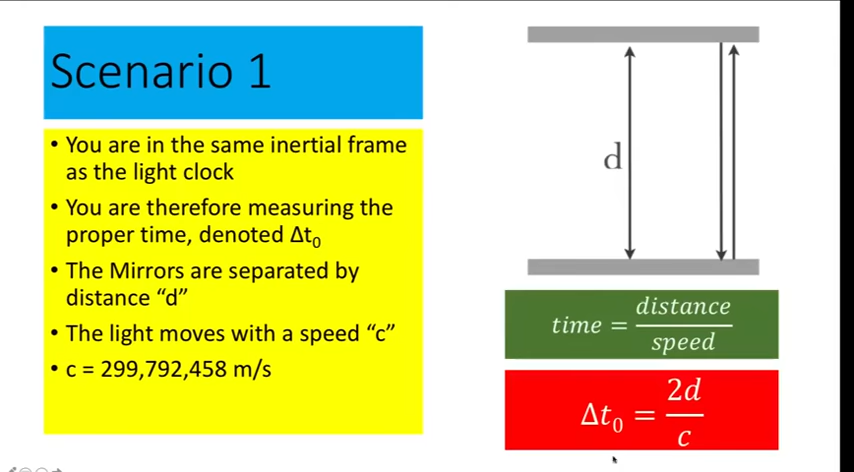 Scenario 1
• You are in the same inertial frame
as the light clock
• You are therefore measuring the
proper time, denoted Δt₀
• The Mirrors are separated by
distance “d”
• The light moves with a speed “c”
• c = 299,792,458 m/s
d
time = distance/speed
Δt₀ = 2d/c